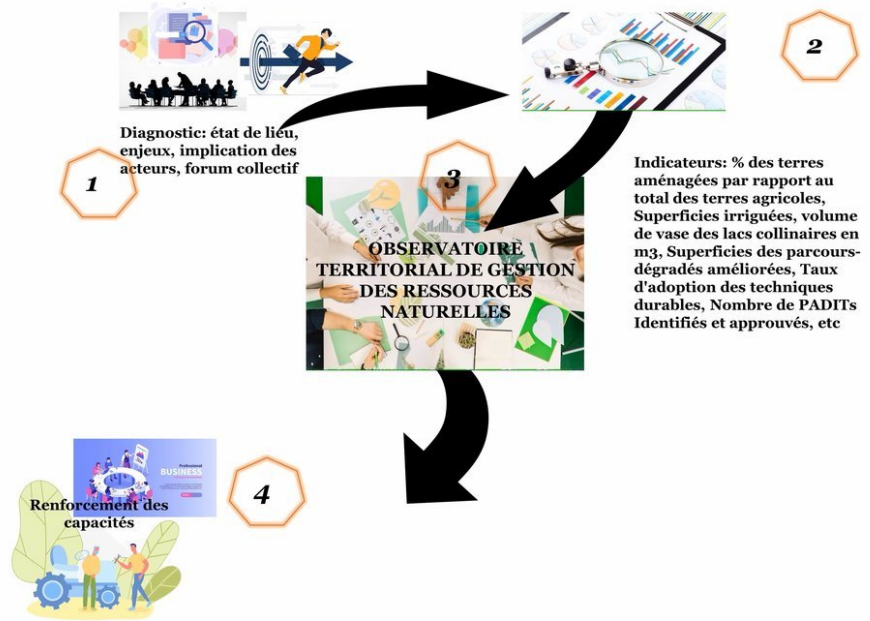 Diagnostic: état de lieu,
enjeux, implication des
acteurs, forum collectif
1
2
Indicateurs: % des terres
aménagées par rapport au
total des terres agricoles,
Superficies irriguées, volume
de vase des lacs collinaires en
m3, Superficies des parcours-
dégradés améliorées, Taux
d'adoption des techniques
durables, Nombre de PADITs
Identifiés et approuvés, etc
3
OBSERVATOIRE
TERRITORIAL DE GESTION
DES RESSOURCES
NATURELLES
4
Professional
BUSINESS
Renforcement des
capacités